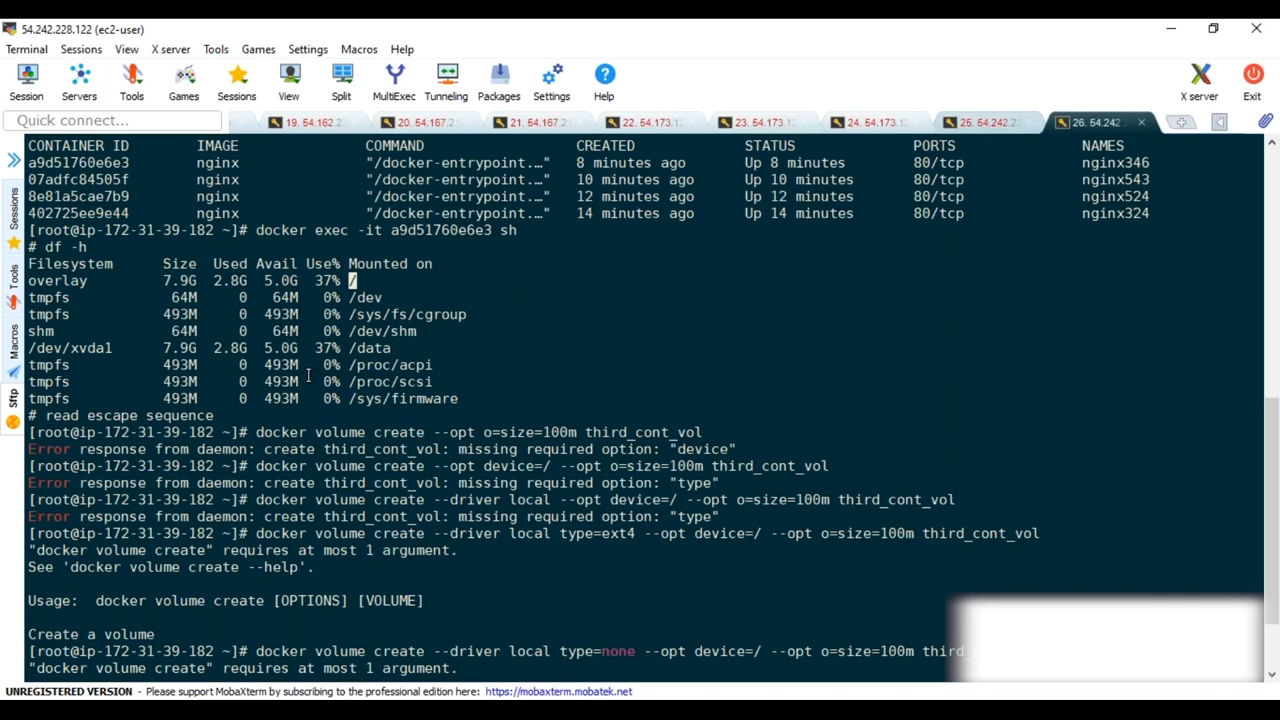 54.242.228.122 (ec2-user)
Terminal Sessions View X server Tools Games Settings Macros Help
Session Servers Tools Games Sessions View Split MultiExec Tunneling Packages Settings Help X server Exit
Quick connect... 19. 54.162.2 20. 54.167.2 21. 54.167. 22. 54.173.1 23. 54.173. 24. 54.173. 25. 54.242.2 26. 54.242.
Sessions
Tools
Macros
Sftp
CONTAINER ID IMAGE COMMAND CREATED STATUS PORTS NAMES
a9d51760e6e3 nginx "/docker-entrypoint.…" 8 minutes ago Up 8 minutes 80/tcp nginx346
07adfc84505f nginx "/docker-entrypoint.…" 10 minutes ago Up 10 minutes 80/tcp nginx543
8e81a5cae7b9 nginx "/docker-entrypoint.…" 12 minutes ago Up 12 minutes 80/tcp nginx524
402725ee9e44 nginx "/docker-entrypoint.…" 14 minutes ago Up 14 minutes 80/tcp nginx324
[root@ip-172-31-39-182 ~]# docker exec -it a9d51760e6e3 sh
# df -h
Filesystem Size Used Avail Use% Mounted on
overlay 7.9G 2.8G 5.0G 37% /
tmpfs 64M 0 64M 0% /dev
tmpfs 493M 0 493M 0% /sys/fs/cgroup
shm 64M 0 64M 0% /dev/shm
/dev/xvda1 7.9G 2.8G 5.0G 37% /data
tmpfs 493M 0 493M 0% /proc/acpi
tmpfs 493M 0 493M 0% /proc/scsi
tmpfs 493M 0 493M 0% /sys/firmware
# read escape sequence
[root@ip-172-31-39-182 ~]# docker volume create --opt o=size=100m third_cont_vol
Error response from daemon: create third_cont_vol: missing required option: "device"
[root@ip-172-31-39-182 ~]# docker volume create --opt device=/ --opt o=size=100m third_cont_vol
Error response from daemon: create third_cont_vol: missing required option: "type"
[root@ip-172-31-39-182 ~]# docker volume create --driver local --opt device=/ --opt o=size=100m third_cont_vol
Error response from daemon: create third_cont_vol: missing required option: "type"
[root@ip-172-31-39-182 ~]# docker volume create --driver local type=ext4 --opt device=/ --opt o=size=100m third_cont_vol
"docker volume create" requires at most 1 argument.
See 'docker volume create --help'.
Usage: docker volume create [OPTIONS] [VOLUME]
Create a volume
[root@ip-172-31-39-182 ~]# docker volume create --driver local type=none --opt device=/ --opt o=size=100m third
"docker volume create" requires at most 1 argument.
UNREGISTERED VERSION - Please support MobaXterm by subscribing to the professional edition here: https://mobaxterm.mobatek.net